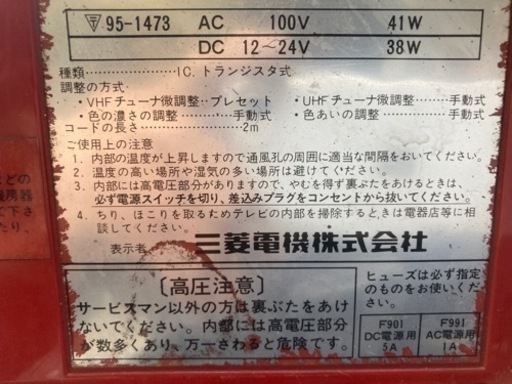 〒 95-1473 AC 100V 41W
DC 12～24V 38W
種類……………………IC. トランジスタ式
調整の方式
・VHFチューナ微調整‥プレセット ・UHFチューナ微調整……手動式
・色の濃さの調整………手動式 ・色あいの調整…………手動式
コードの長さ……………………2m
ご使用上の注意
1. 内部の温度が上昇しますので通風孔の周囲に適当な間隔をおいてください。
2. 温度の高い場所や湿気の多い場所は避けてください。
3. 内部には高電圧部分がありますので、やむを得ず裏ぶたをあけるときは、
必ず電源スイッチを切り、差込みプラグをコンセントから抜いてください。
4. ちり、ほこりを取るためテレビの内部を掃除するときは電器店等に相
談してください。
表示者 三菱電機株式会社
〔高圧注意〕
サービスマン以外の方は裏ぶたをあけ
ないでください。内部には高電圧部分
が数多くあり、万一さわると危険です。
ヒューズは必ず指定
のものをお使ください。
F901 F991
DC電源用 AC電源用
5A 1A